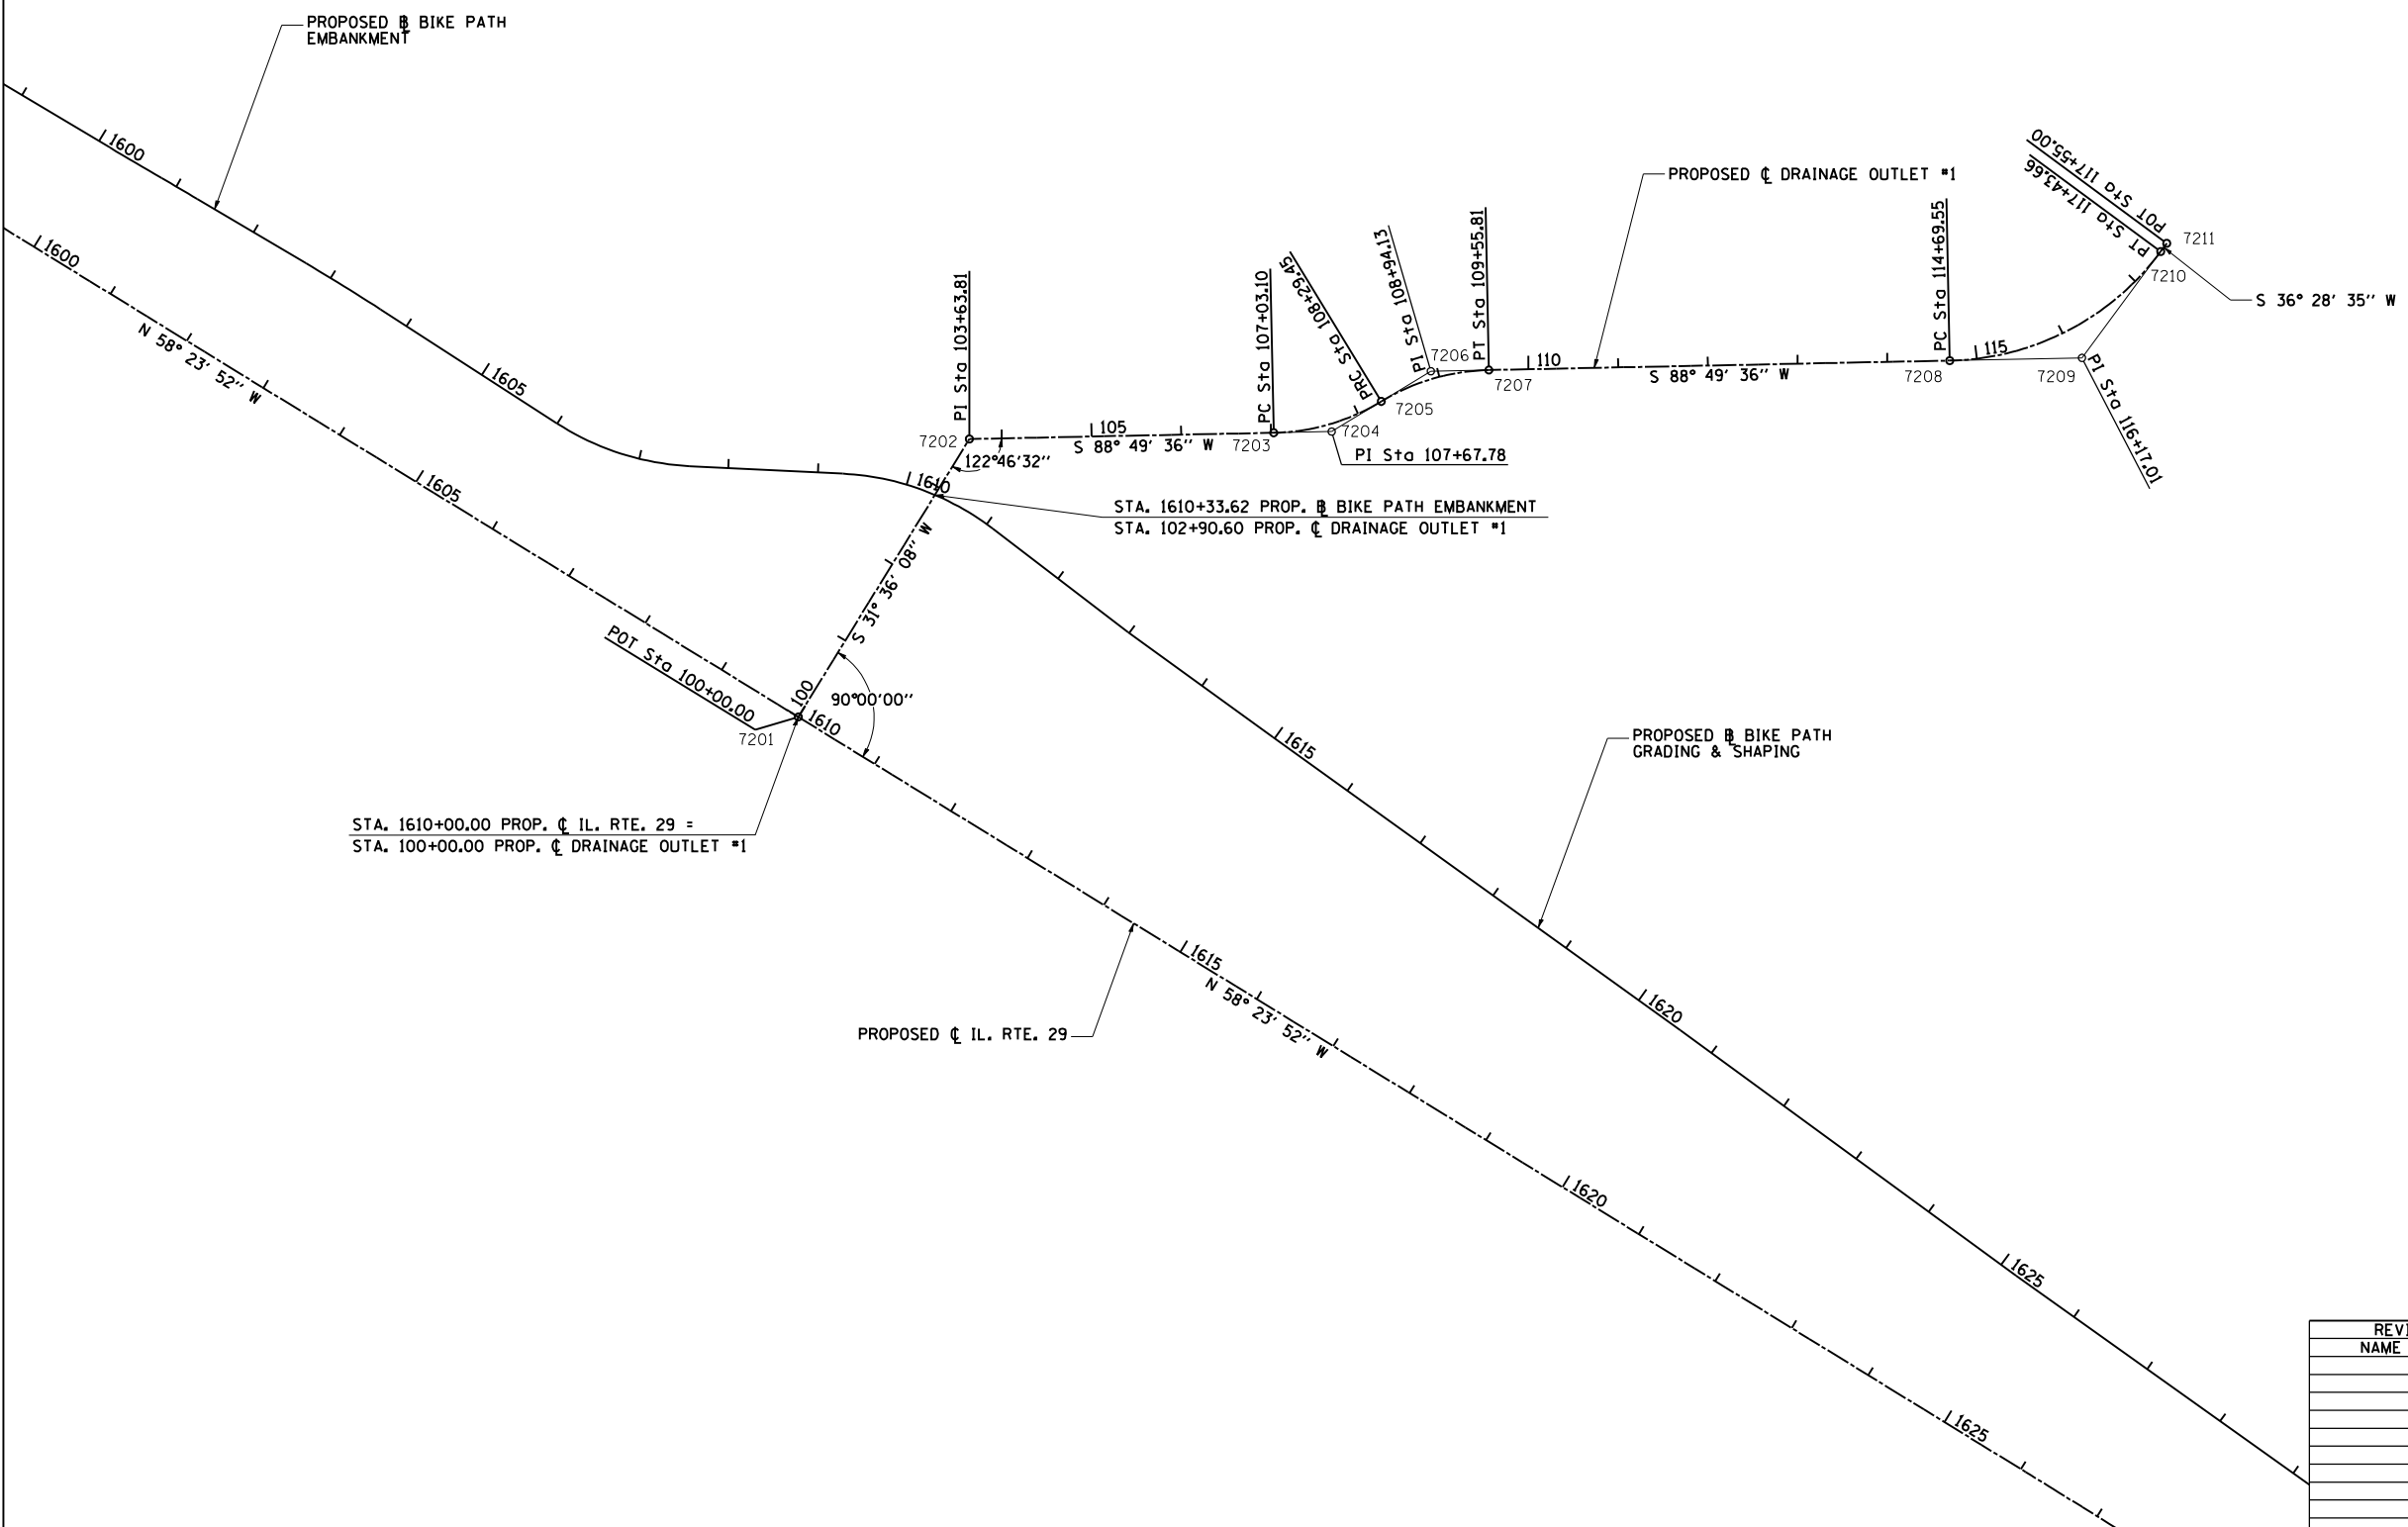 PROPOSED ℄ BIKE PATH
EMBANKMENT
1600
1600
N 58° 23' 52'' W
1605
1605
PROPOSED ℄ DRAINAGE OUTLET #1
POT Sta 117+55.00
PT Sta 117+43.66
7211
7210
S 36° 28' 35'' W
PI Sta 103+63.81
PC Sta 107+03.10
PRC Sta 108+29.45
PI Sta 108+94.13
PT Sta 109+55.81
PC Sta 114+69.55
7206
110
115
7207
S 88° 49' 36'' W
7208
7209
PI Sta 116+17.01
7205
7202
105
S 88° 49' 36'' W
7203
7204
PI Sta 107+67.78
122°46'32''
1610
STA. 1610+33.62 PROP. ℄ BIKE PATH EMBANKMENT
STA. 102+90.60 PROP. ℄ DRAINAGE OUTLET #1
S 31° 36' 08'' W
POT Sta 100+00.00
100
90°00'00''
1610
7201
1615
PROPOSED ℄ BIKE PATH
GRADING & SHAPING
STA. 1610+00.00 PROP. ℄ IL. RTE. 29 =
STA. 100+00.00 PROP. ℄ DRAINAGE OUTLET #1
1615
N 58° 23' 52'' W
1620
PROPOSED ℄ IL. RTE. 29
1620
1625
1625
REVI
NAME